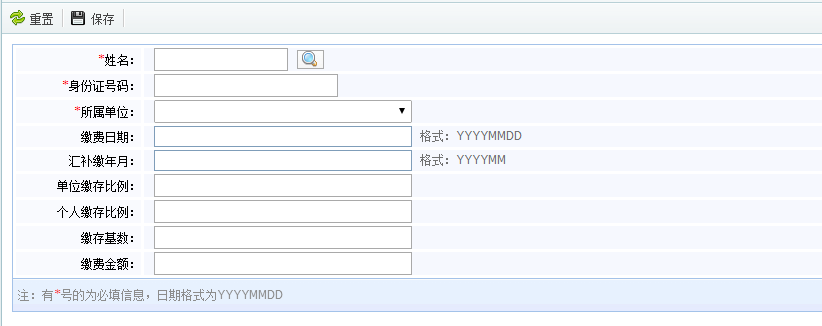 重置 保存
*姓名：
*身份证号码：
*所属单位：
缴费日期： 格式：YYYYMMDD
汇补缴年月： 格式：YYYYMM
单位缴存比例：
个人缴存比例：
缴存基数：
缴费金额：
注：有*号的为必填信息，日期格式为YYYYMMDD